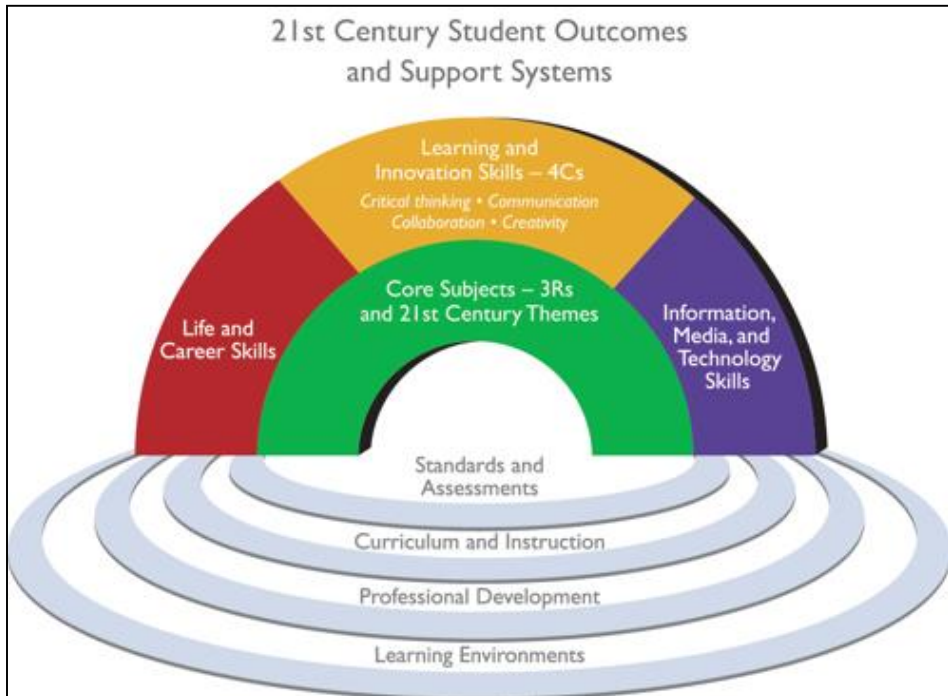 21st Century Student Outcomes
and Support Systems
Learning and
Innovation Skills – 4Cs
Critical thinking • Communication
Collaboration • Creativity
Core Subjects – 3Rs
and 21st Century Themes
Life and
Career Skills
Information,
Media, and
Technology
Skills
Standards and
Assessments
Curriculum and Instruction
Professional Development
Learning Environments